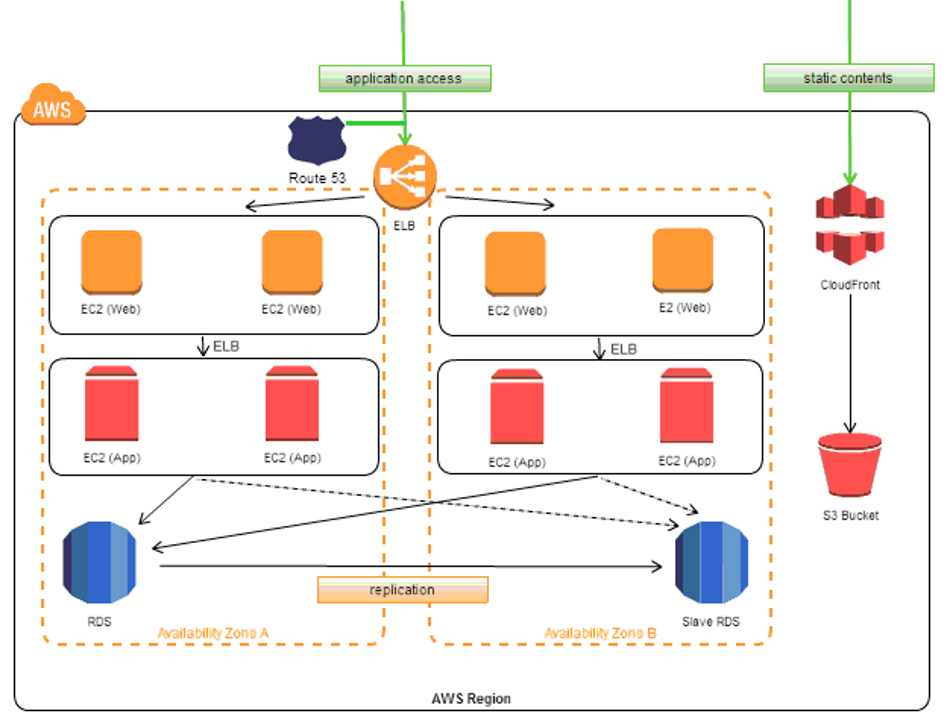 application access
static contents
AWS
Route 53
ELB
CloudFront
EC2 (Web)
EC2 (Web)
EC2 (Web)
E2 (Web)
ELB
ELB
EC2 (App)
EC2 (App)
EC2 (App)
EC2 (App)
S3 Bucket
replication
RDS
Slave RDS
Availability Zone A
Availability Zone B
AWS Region